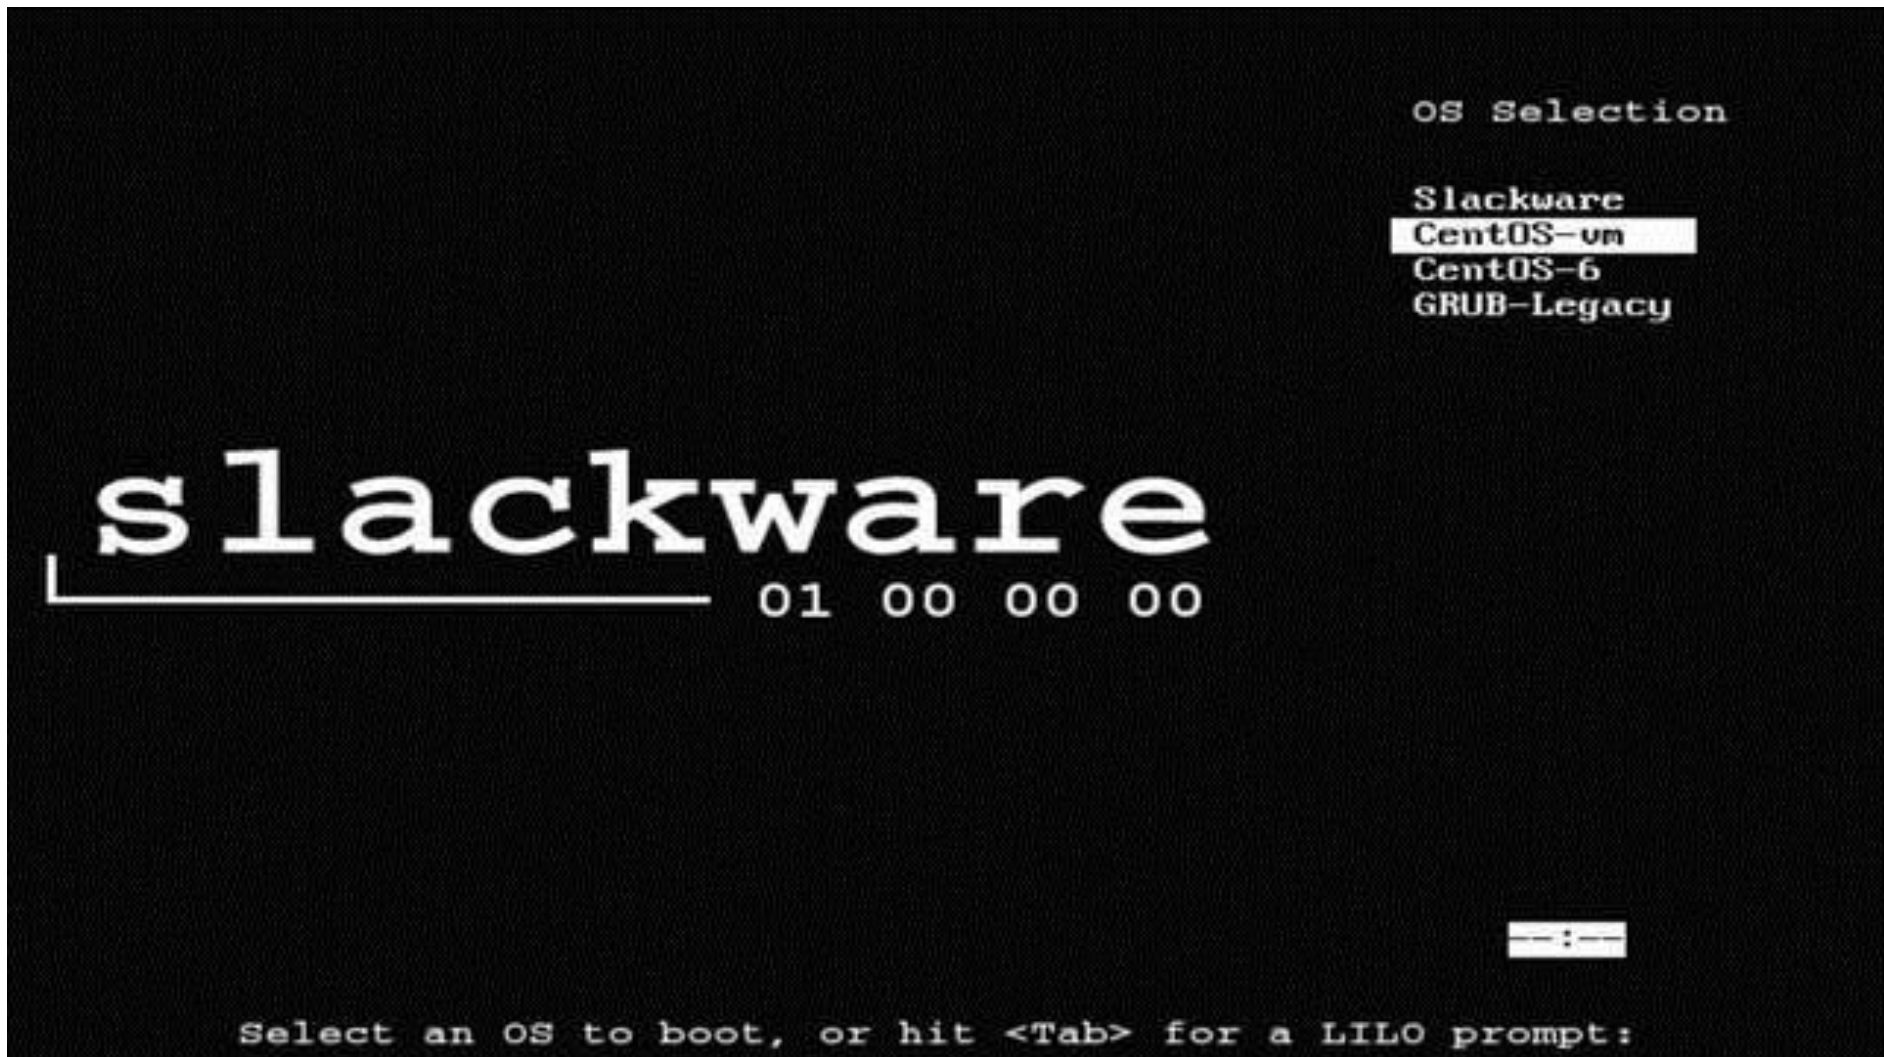 OS Selection
Slackware
CentOS-vm
CentOS-6
GRUB-Legacy
slackware
01 00 00 00
--:--
Select an OS to boot, or hit <Tab> for a LILO prompt: